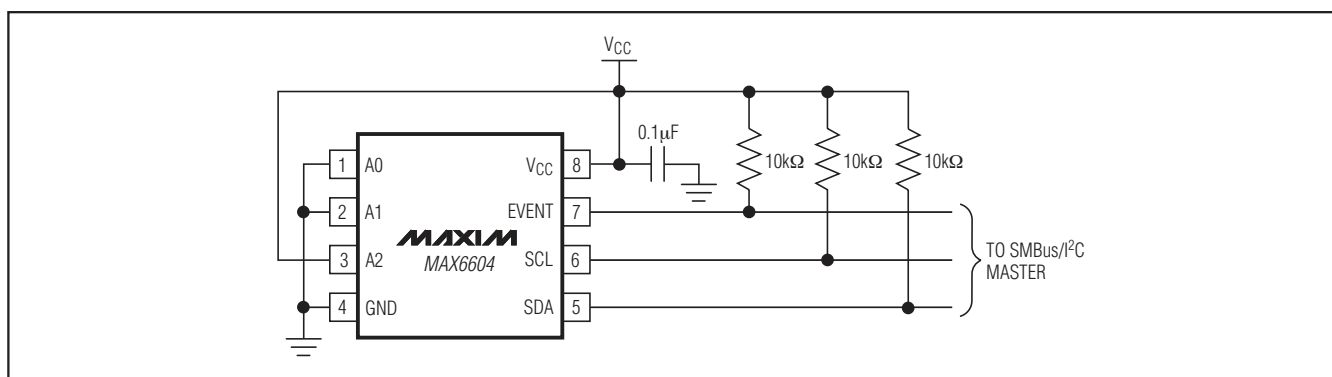 VCC
0.1µF
10kΩ 10kΩ 10kΩ
1 A0 VCC 8
2 A1 EVENT 7
MAXIM
MAX6604
3 A2 SCL 6
4 GND SDA 5
TO SMBus/I²C
MASTER